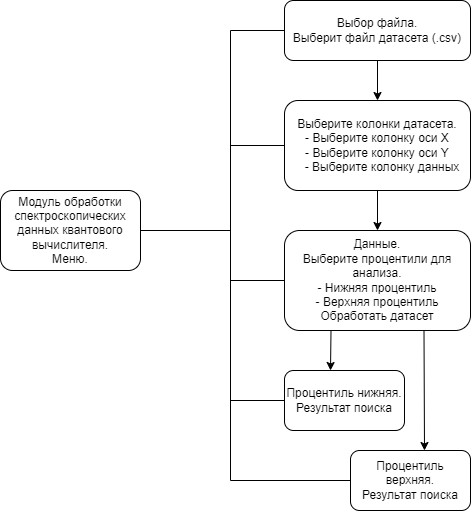 Выбор файла.
Выберит файл датасета (.csv)
Выберите колонки датасета.
- Выберите колонку оси X
- Выберите колонку оси Y
- Выберите колонку данных
Модуль обработки
спектроскопических
данных квантового
вычислителя.
Меню.
Данные.
Выберите процентили для
анализа.
- Нижняя процентиль
- Верхняя процентиль
Обработать датасет
Процентиль нижняя.
Результат поиска
Процентиль
верхняя.
Результат поиска